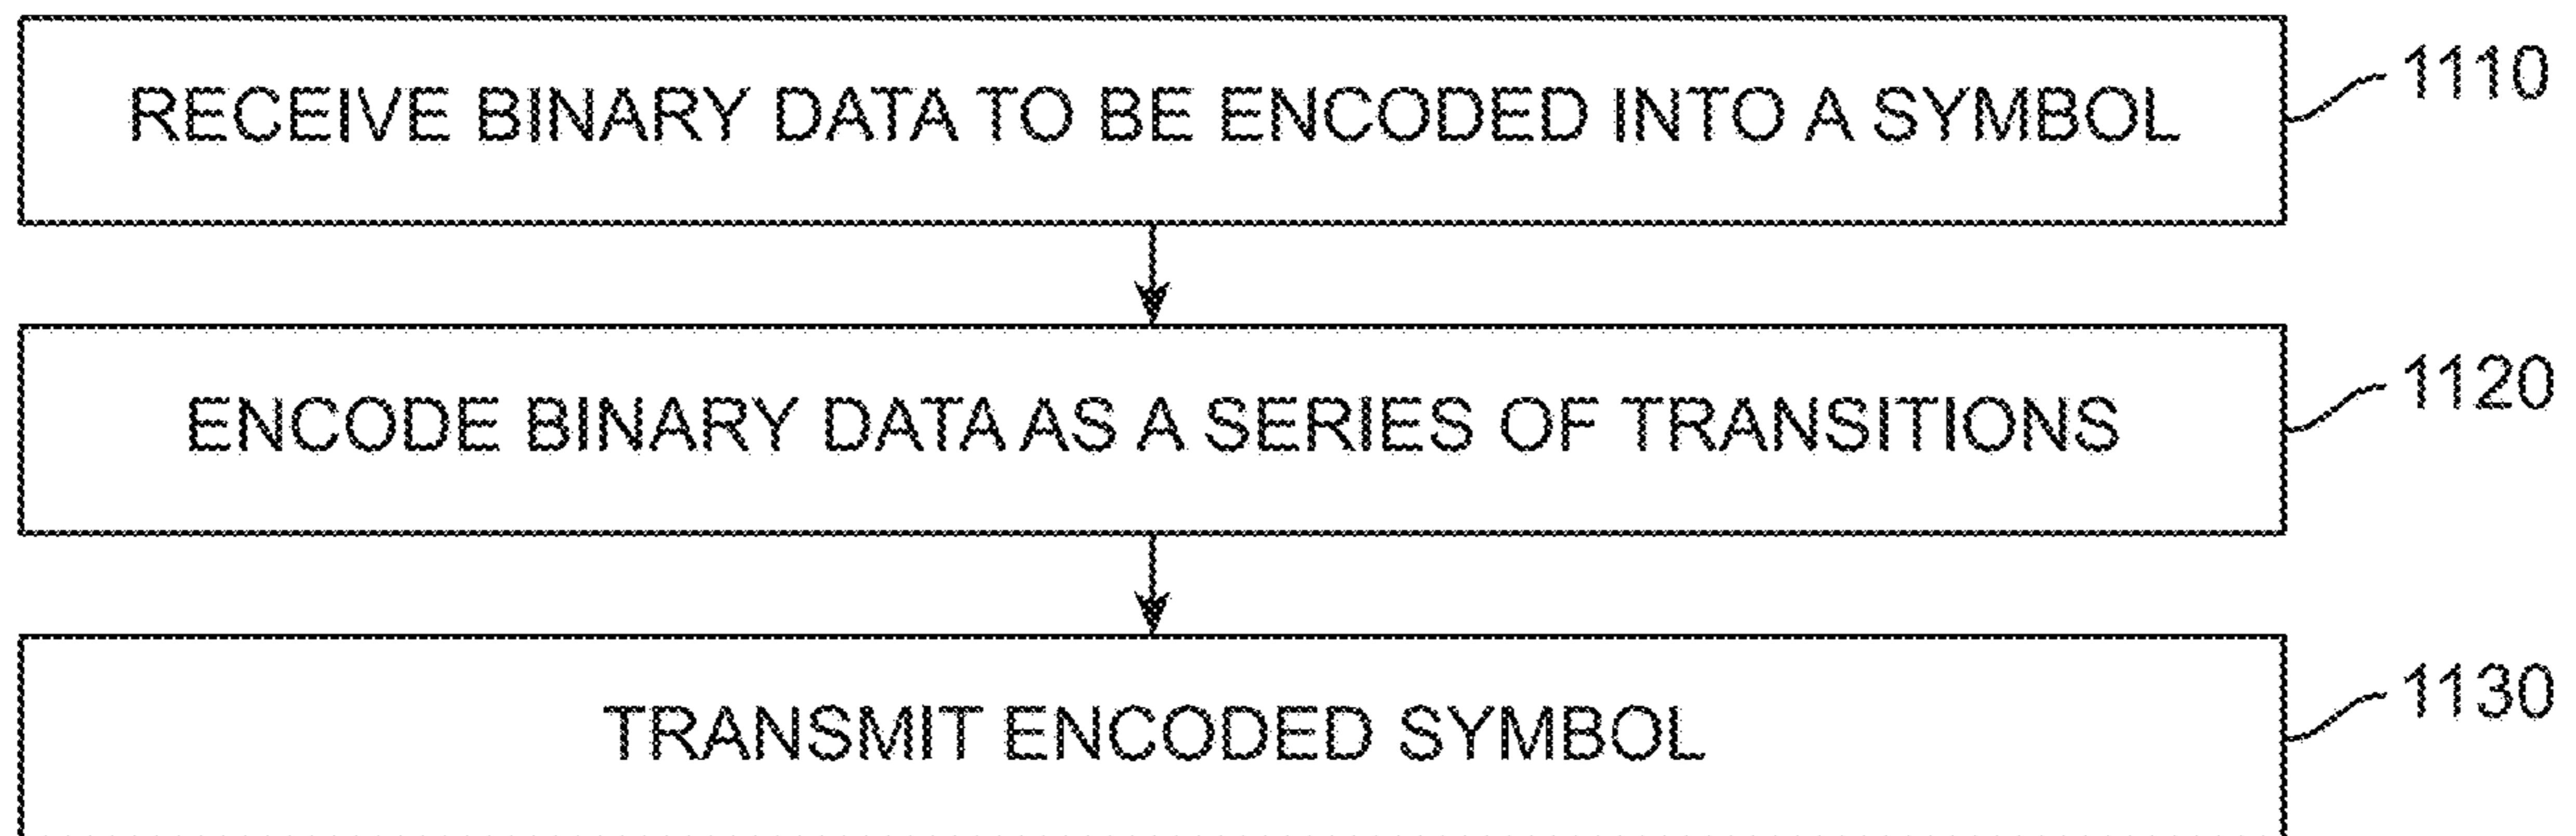 RECEIVE BINARY DATA TO BE ENCODED INTO A SYMBOL
1110
ENCODE BINARY DATA AS A SERIES OF TRANSITIONS
1120
TRANSMIT ENCODED SYMBOL
1130